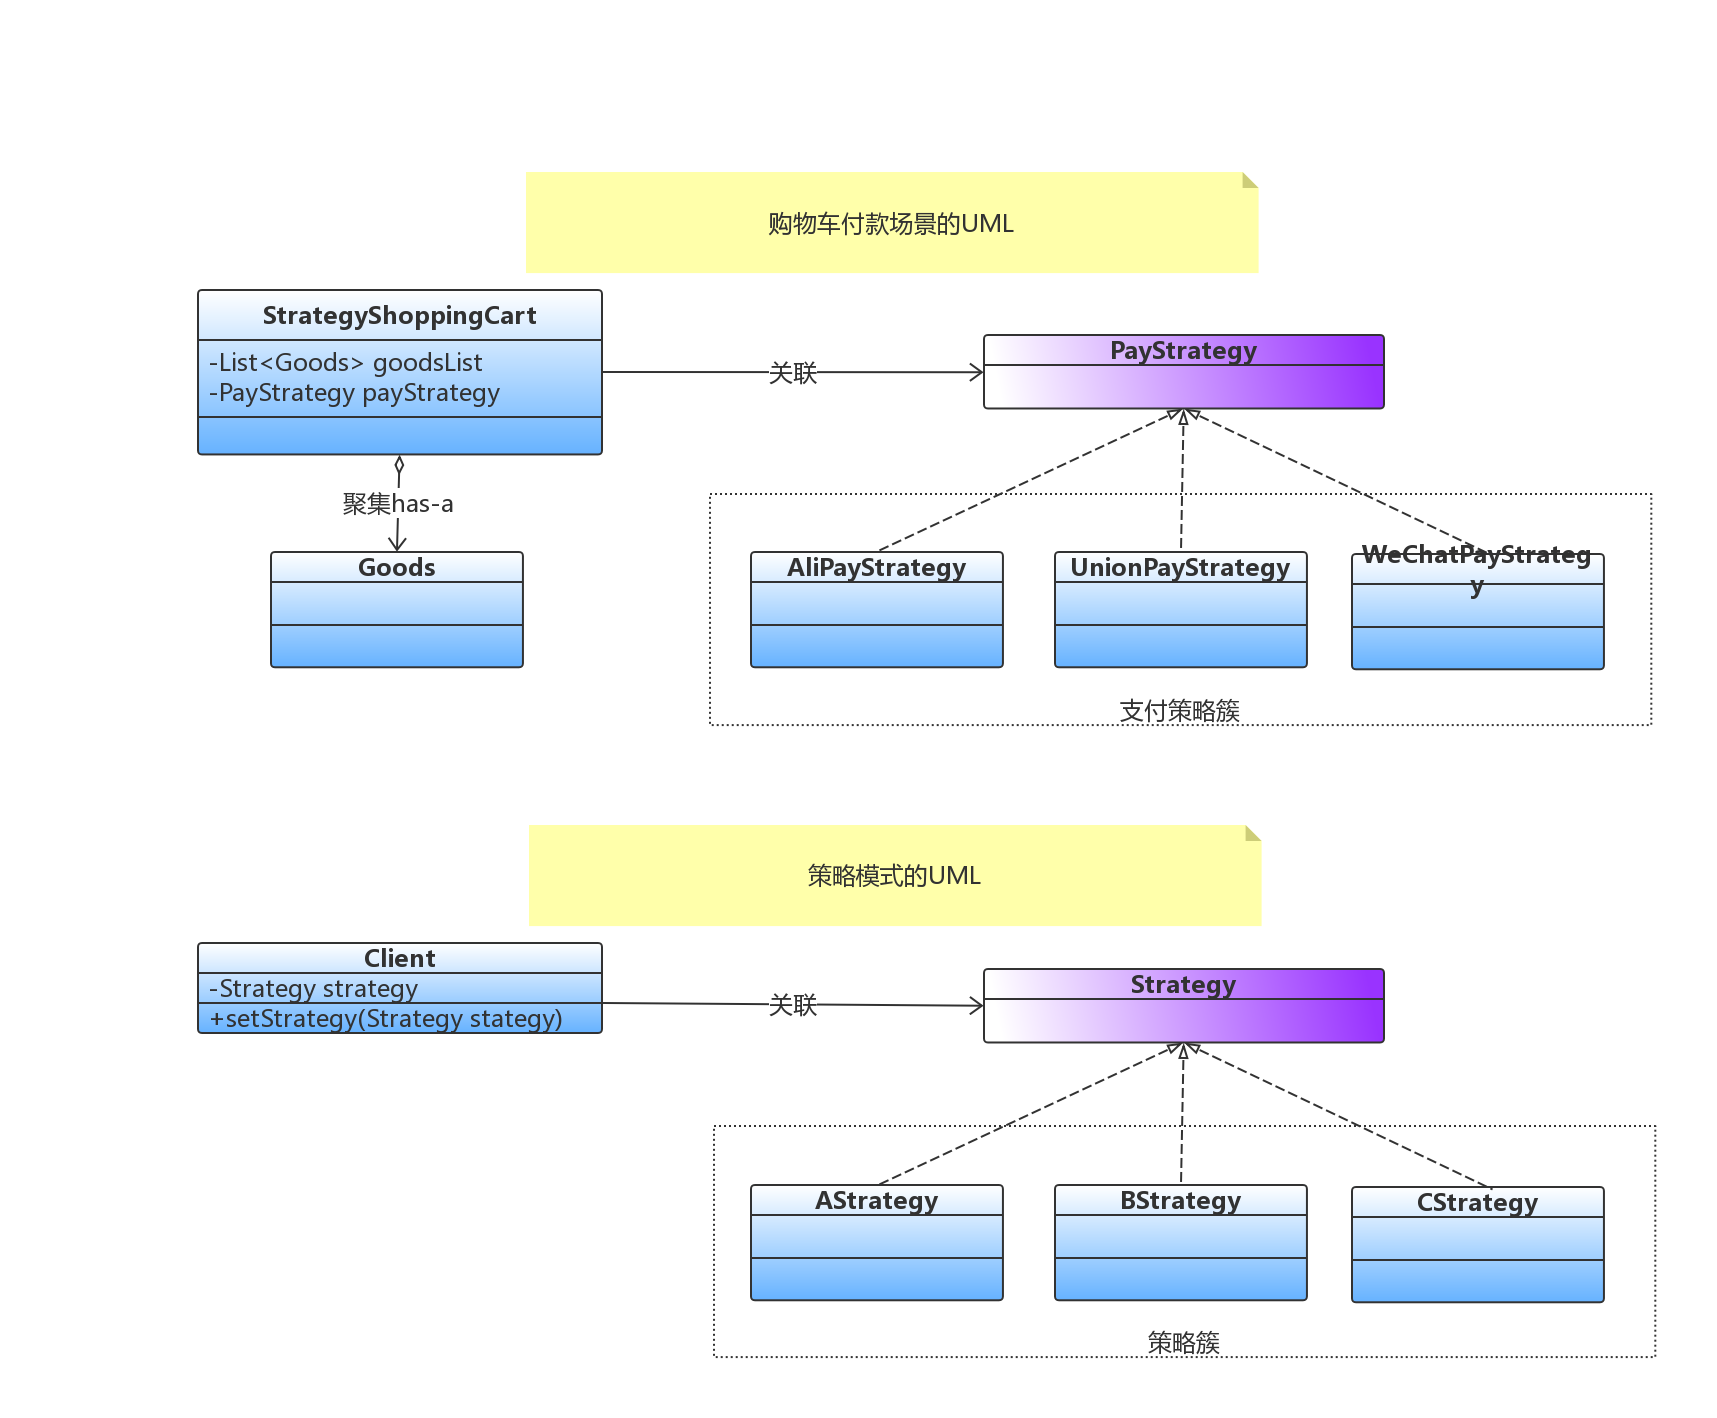 购物车付款场景的UML
StrategyShoppingCart
-List<Goods> goodsList
-PayStrategy payStrategy
关联
PayStrategy
聚集has-a
Goods
AliPayStrategy
UnionPayStrategy
WeChatPayStrateg
y
支付策略簇
策略模式的UML
Client
-Strategy strategy
+setStrategy(Strategy stategy)
关联
Strategy
AStrategy
BStrategy
CStrategy
策略簇